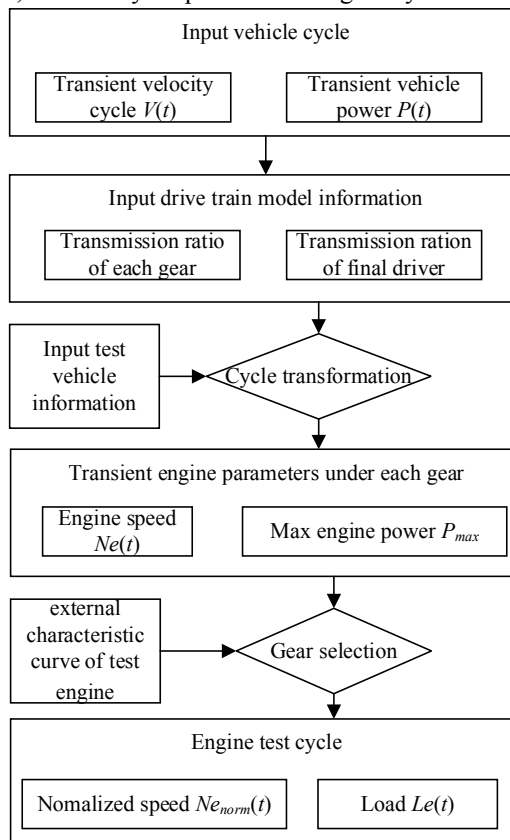 Input vehicle cycle
Transient velocity
cycle V(t)
Transient vehicle
power P(t)
Input drive train model information
Transmission ratio
of each gear
Transmission ration
of final driver
Input test
vehicle
information
Cycle transformation
Transient engine parameters under each gear
Engine speed
Ne(t)
Max engine power Pmax
external
characteristic
curve of test
engine
Gear selection
Engine test cycle
Nomalized speed Nenorm(t)
Load Le(t)